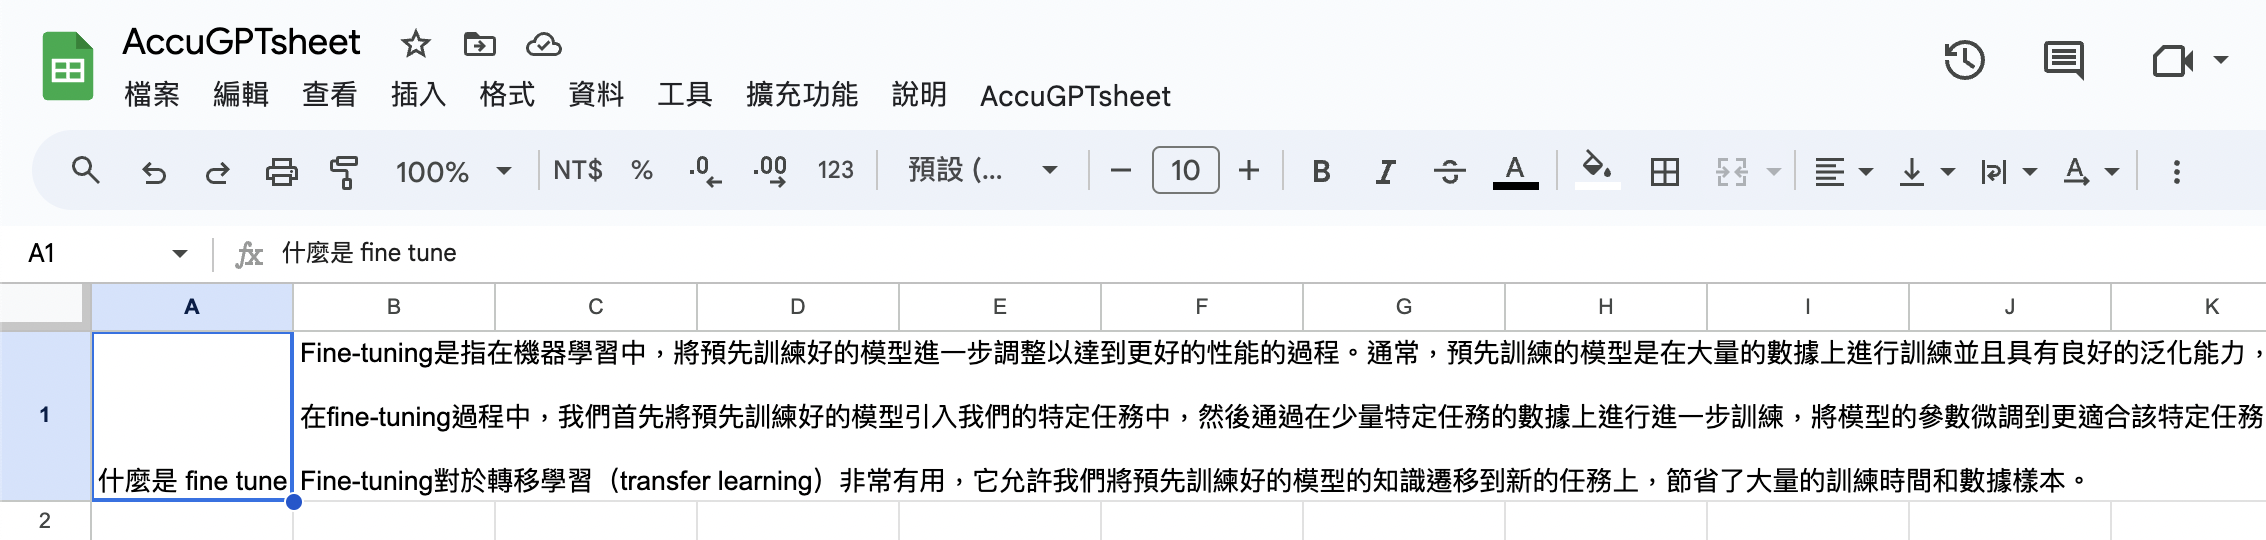 AccuGPTsheet
檔案 編輯 查看 插入 格式 資料 工具 擴充功能 說明 AccuGPTsheet
100% NT$ % .0 .00 123 預設 (... 10 B I S A A
A1 fx 什麼是 fine tune
A B C D E F G H I J K
Fine-tuning是指在機器學習中，將預先訓練好的模型進一步調整以達到更好的性能的過程。通常，預先訓練的模型是在大量的數據上進行訓練並且具有良好的泛化能力，
1 在fine-tuning過程中，我們首先將預先訓練好的模型引入我們的特定任務中，然後通過在少量特定任務的數據上進行進一步訓練，將模型的參數微調到更適合該特定任務
什麼是 fine tune Fine-tuning對於轉移學習（transfer learning）非常有用，它允許我們將預先訓練好的模型的知識遷移到新的任務上，節省了大量的訓練時間和數據樣本。
2